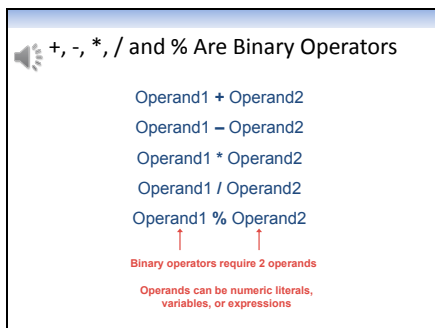 +, -, *, / and % Are Binary Operators
Operand1 + Operand2
Operand1 – Operand2
Operand1 * Operand2
Operand1 / Operand2
Operand1 % Operand2
Binary operators require 2 operands
Operands can be numeric literals,
variables, or expressions